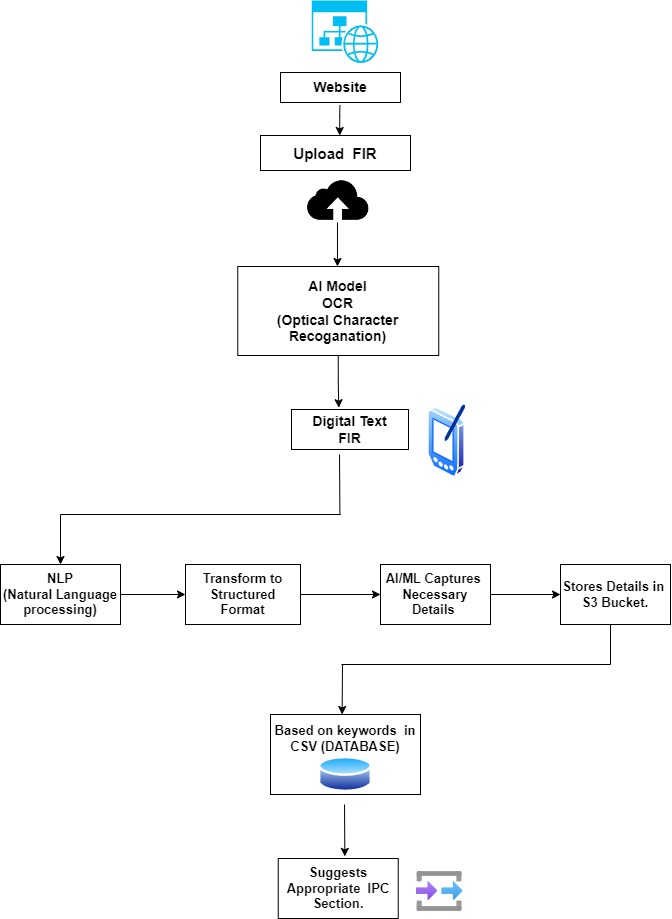 Website
Upload FIR
AI Model
OCR
(Optical Character
Recoganation)
Digital Text
FIR
NLP
(Natural Language
processing)
Transform to
Structured
Format
AI/ML Captures
Necessary
Details
Stores Details in
S3 Bucket.
Based on keywords in
CSV (DATABASE)
Suggests
Appropriate IPC
Section.